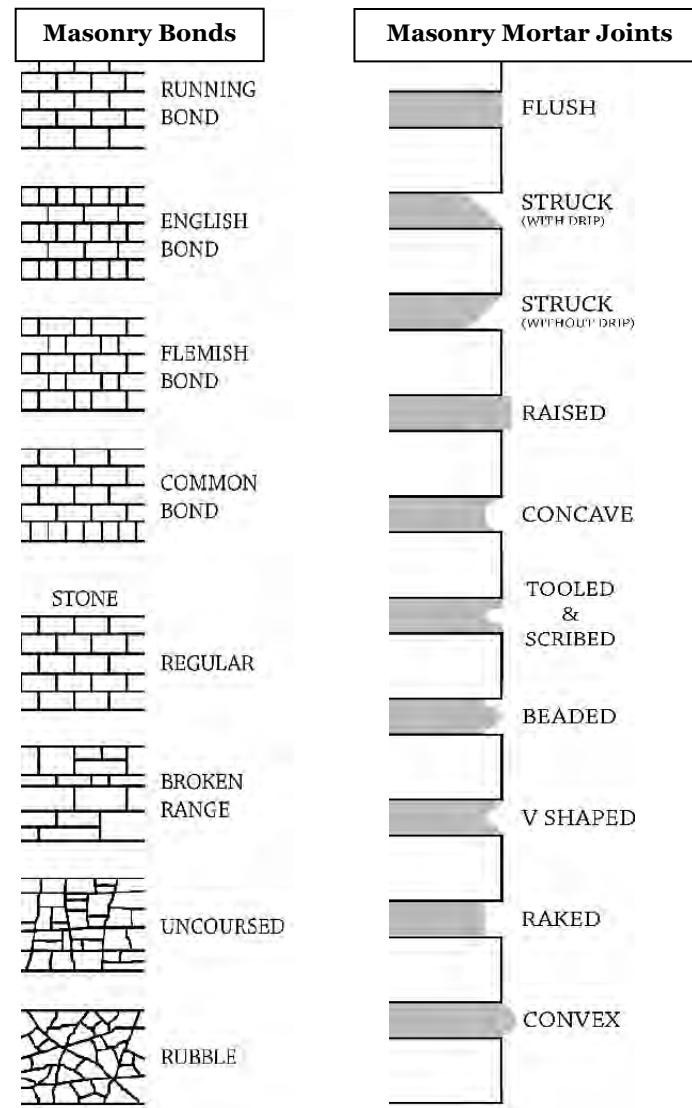 Masonry Bonds
RUNNING
BOND
ENGLISH
BOND
FLEMISH
BOND
COMMON
BOND
STONE
REGULAR
BROKEN
RANGE
UNCOURSED
RUBBLE
Masonry Mortar Joints
FLUSH
STRUCK
(WITH DRIP)
STRUCK
(WITHOUT DRIP)
RAISED
CONCAVE
TOOLED
&
SCRIBED
BEADED
V SHAPED
RAKED
CONVEX